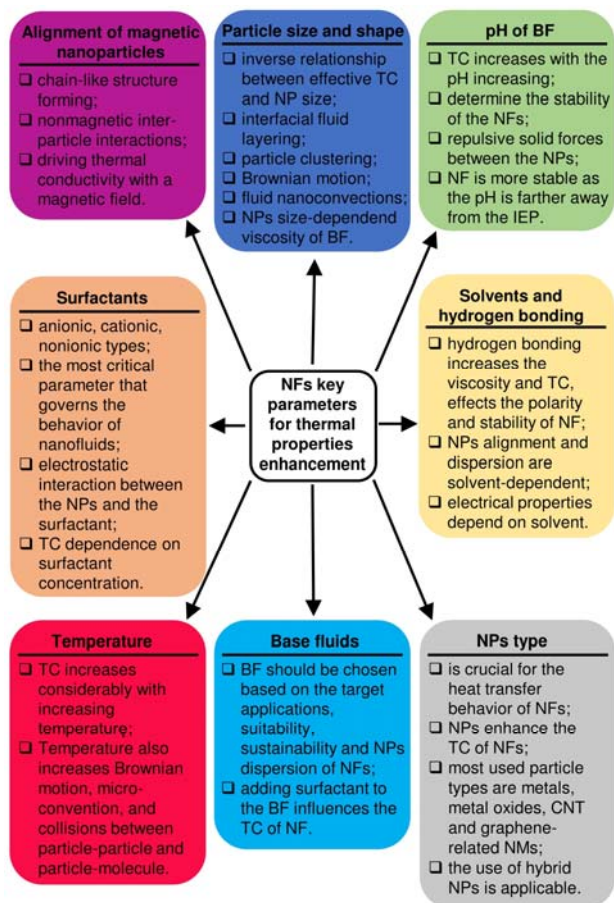 Alignment of magnetic
nanoparticles
❑ chain-like structure
forming;
❑ nonmagnetic inter-
particle interactions;
❑ driving thermal
conductivity with a
magnetic field.
Particle size and shape
❑ inverse relationship
between effective TC
and NP size;
❑ interfacial fluid
layering;
❑ particle clustering;
❑ Brownian motion;
❑ fluid nanoconvections;
❑ NPs size-dependend
viscosity of BF.
pH of BF
❑ TC increases with the
pH increasing;
❑ determine the stability
of the NFs;
❑ repulsive solid forces
between the NPs;
❑ NF is more stable as
the pH is farther away
from the IEP.
Surfactants
❑ anionic, cationic,
nonionic types;
❑ the most critical
parameter that
governs the
behavior of
nanofluids;
❑ electrostatic
interaction between
the NPs and the
surfactant;
❑ TC dependence on
surfactant
concentration.
NFs key
parameters
for thermal
properties
enhancement
Solvents and
hydrogen bonding
❑ hydrogen bonding
increases the
viscosity and TC,
effects the polarity
and stability of NF;
❑ NPs alignment and
dispersion are
solvent-dependent;
❑ electrical properties
depend on solvent.
Temperature
❑ TC increases
considerably with
increasing
temperature;
❑ Temperature also
increases Brownian
motion, micro-
convention, and
collisions between
particle-particle and
particle-molecule.
Base fluids
❑ BF should be chosen
based on the target
applications,
suitability,
sustainability and NPs
dispersion of NFs;
❑ adding surfactant to
the BF influences the
TC of NF.
NPs type
❑ is crucial for the
heat transfer
behavior of NFs;
❑ NPs enhance the
TC of NFs;
❑ most used particle
types are metals,
metal oxides, CNT
and graphene-
related NMs;
❑ the use of hybrid
NPs is applicable.